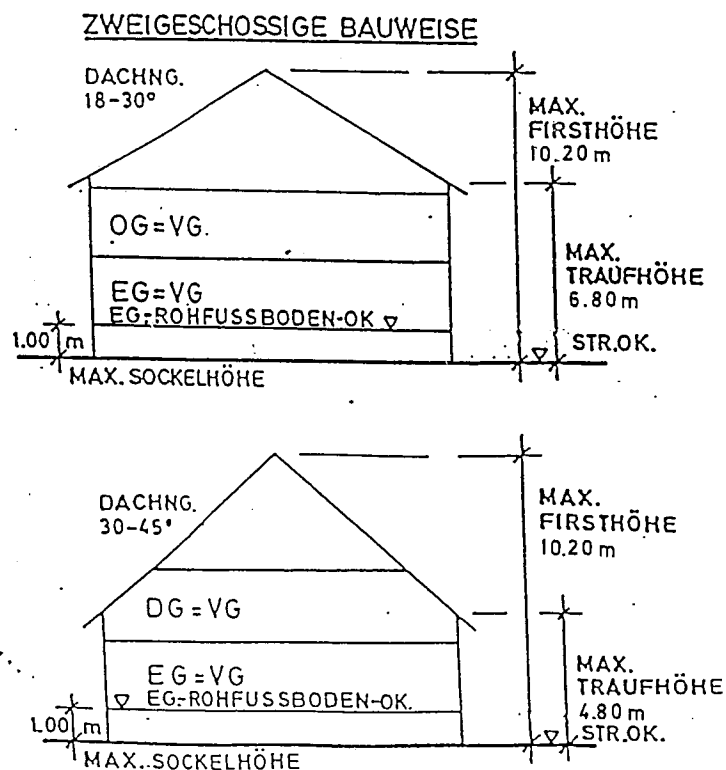 ZWEIGESCHOSSIGE BAUWEISE
DACHNG.
18-30°
MAX.
FIRSTHÖHE
10.20 m
OG=VG.
EG=VG
EG-ROHFUSSBODEN-OK
MAX.
TRAUFHÖHE
6.80 m
1.00 m
STR.OK.
MAX. SOCKELHÖHE
DACHNG.
30-45°
MAX.
FIRSTHÖHE
10.20 m
DG=VG
EG=VG
EG-ROHFUSSBODEN-OK.
MAX.
TRAUFHÖHE
4.80 m
1.00 m
STR.OK.
MAX. SOCKELHÖHE